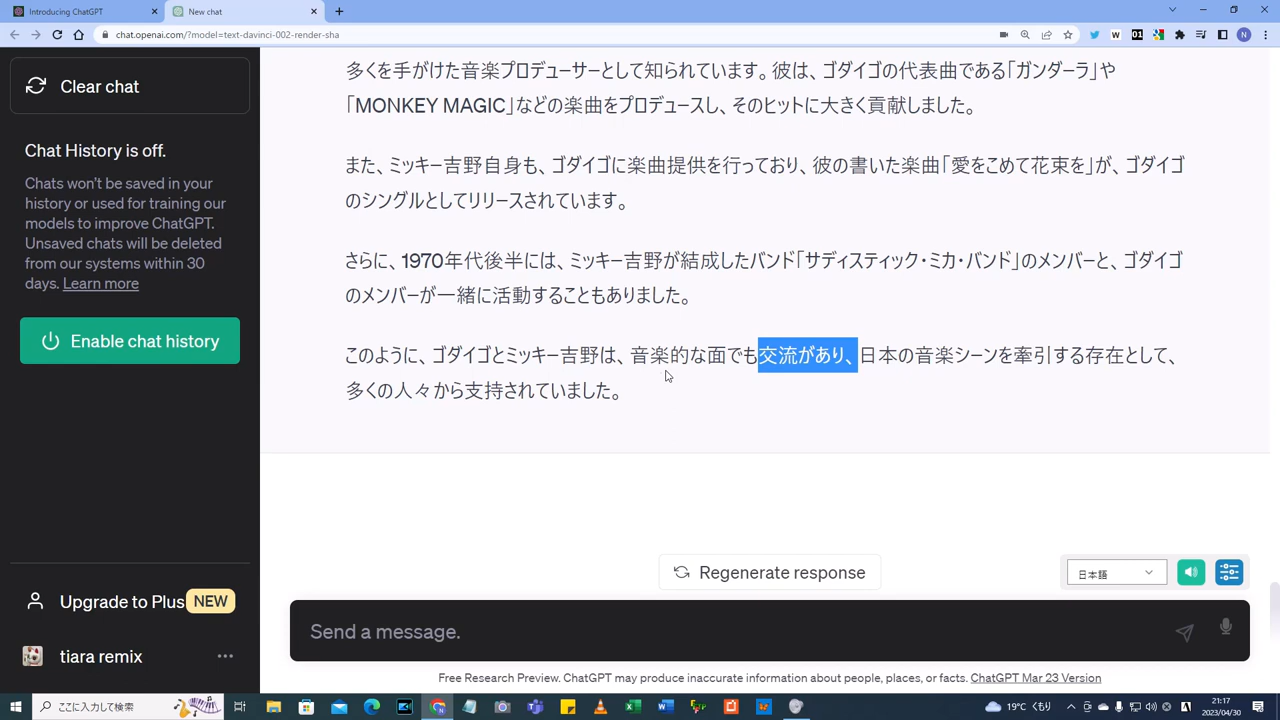 Introducing ChatGPT
New chat
chat.openai.com/?model=text-davinci-002-render-sha
Clear chat
Chat History is off.
Chats won't be saved in your
history or used for training our
models to improve ChatGPT.
Unsaved chats will be deleted
from our systems within 30
days. Learn more
Enable chat history
Upgrade to Plus NEW
tiara remix
多くを手がけた音楽プロデューサーとして知られています。彼は、ゴダイゴの代表曲である「ガンダーラ」や
「MONKEY MAGIC」などの楽曲をプロデュースし、そのヒットに大きく貢献しました。
また、ミッキー吉野自身も、ゴダイゴに楽曲提供を行っており、彼の書いた楽曲「愛をこめて花束を」が、ゴダイゴ
のシングルとしてリリースされています。
さらに、1970年代後半には、ミッキー吉野が結成したバンド「サディスティック・ミカ・バンド」のメンバーと、ゴダイゴ
のメンバーが一緒に活動することもありました。
このように、ゴダイゴとミッキー吉野は、音楽的な面でも交流があり、日本の音楽シーンを牽引する存在として、
多くの人々から支持されていました。
Regenerate response
日本語
Send a message.
Free Research Preview. ChatGPT may produce inaccurate information about people, places, or facts. ChatGPT Mar 23 Version
ここに入力して検索
19°C くもり
A
21:17
2023/04/30